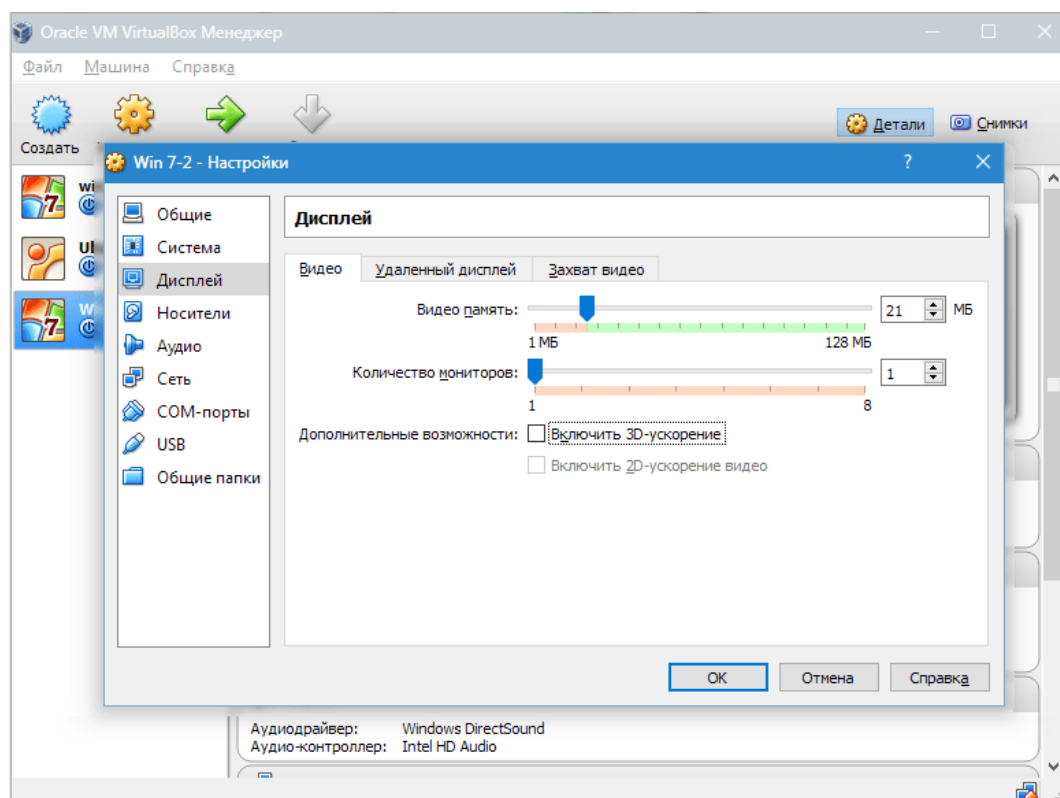 Oracle VM VirtualBox Менеджер
Файл Машина Справка
Создать
Детали Снимки
Win 7-2 - Настройки
?
Общие
Система
Дисплей
Носители
Аудио
Сеть
COM-порты
USB
Общие папки
Дисплей
Видео Удаленный дисплей Захват видео
Видео память: 21 МБ
1 МБ 128 МБ
Количество мониторов: 1
1 8
Дополнительные возможности: Включить 3D-ускорение
Включить 2D-ускорение видео
OK Отмена Справка
Аудиодрайвер: Windows DirectSound
Аудио-контроллер: Intel HD Audio